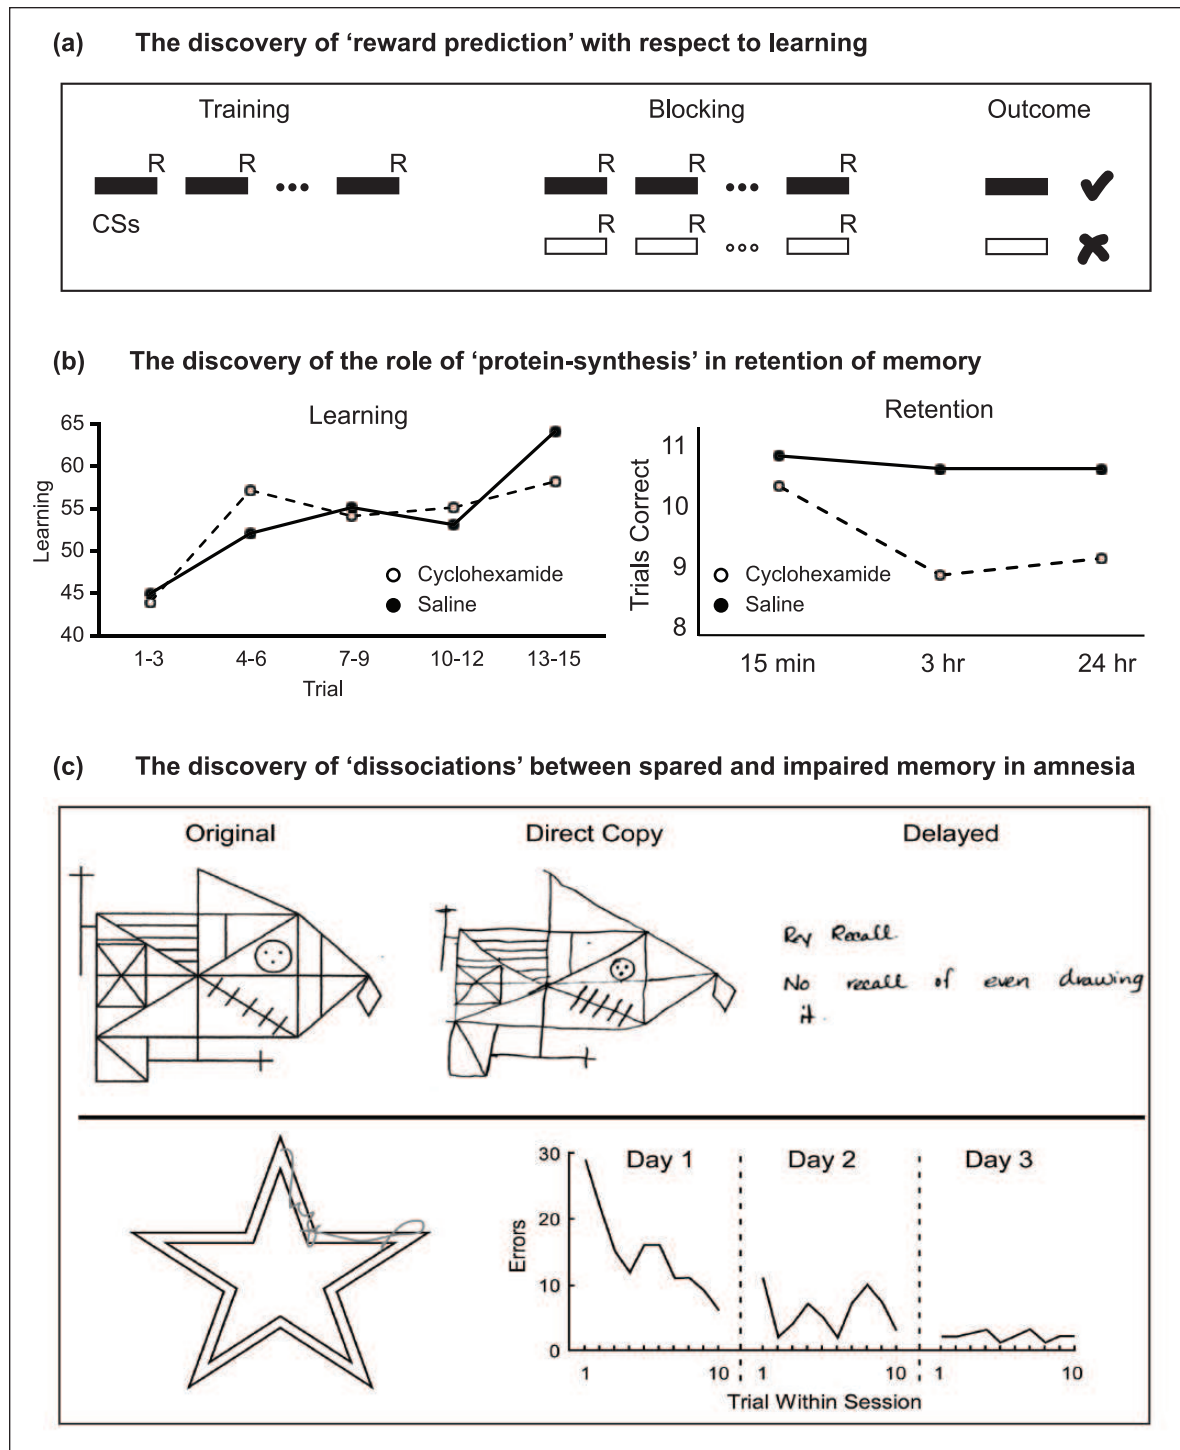 (a) The discovery of ‘reward prediction’ with respect to learning
Training Blocking Outcome
R R R R R R
CSs R R R
(b) The discovery of the role of ‘protein-synthesis’ in retention of memory
Learning
65
60
55
50
45
40
Learning
Cyclohexamide
Saline
1-3 4-6 7-9 10-12 13-15
Trial
Retention
11
10
9
8
Trials Correct
Cyclohexamide
Saline
15 min 3 hr 24 hr
(c) The discovery of ‘dissociations’ between spared and impaired memory in amnesia
Original Direct Copy Delayed
Rey Recall
No recall of even drawing
it.
30
20
10
0
Errors
Day 1 Day 2 Day 3
1 10 1 10 1 10
Trial Within Session